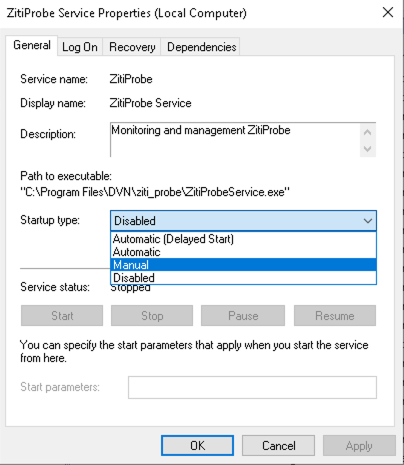 ZitiProbe Service Properties (Local Computer)
General Log On Recovery Dependencies
Service name: ZitiProbe
Display name: ZitiProbe Service
Description: Monitoring and management ZitiProbe
Path to executable:
"C:\Program Files\DVN\ziti_probe\ZitiProbeService.exe"
Startup type: Disabled
Automatic (Delayed Start)
Automatic
Manual
Disabled
Service status: Stopped
Start Stop Pause Resume
You can specify the start parameters that apply when you start the service
from here.
Start parameters:
OK Cancel Apply